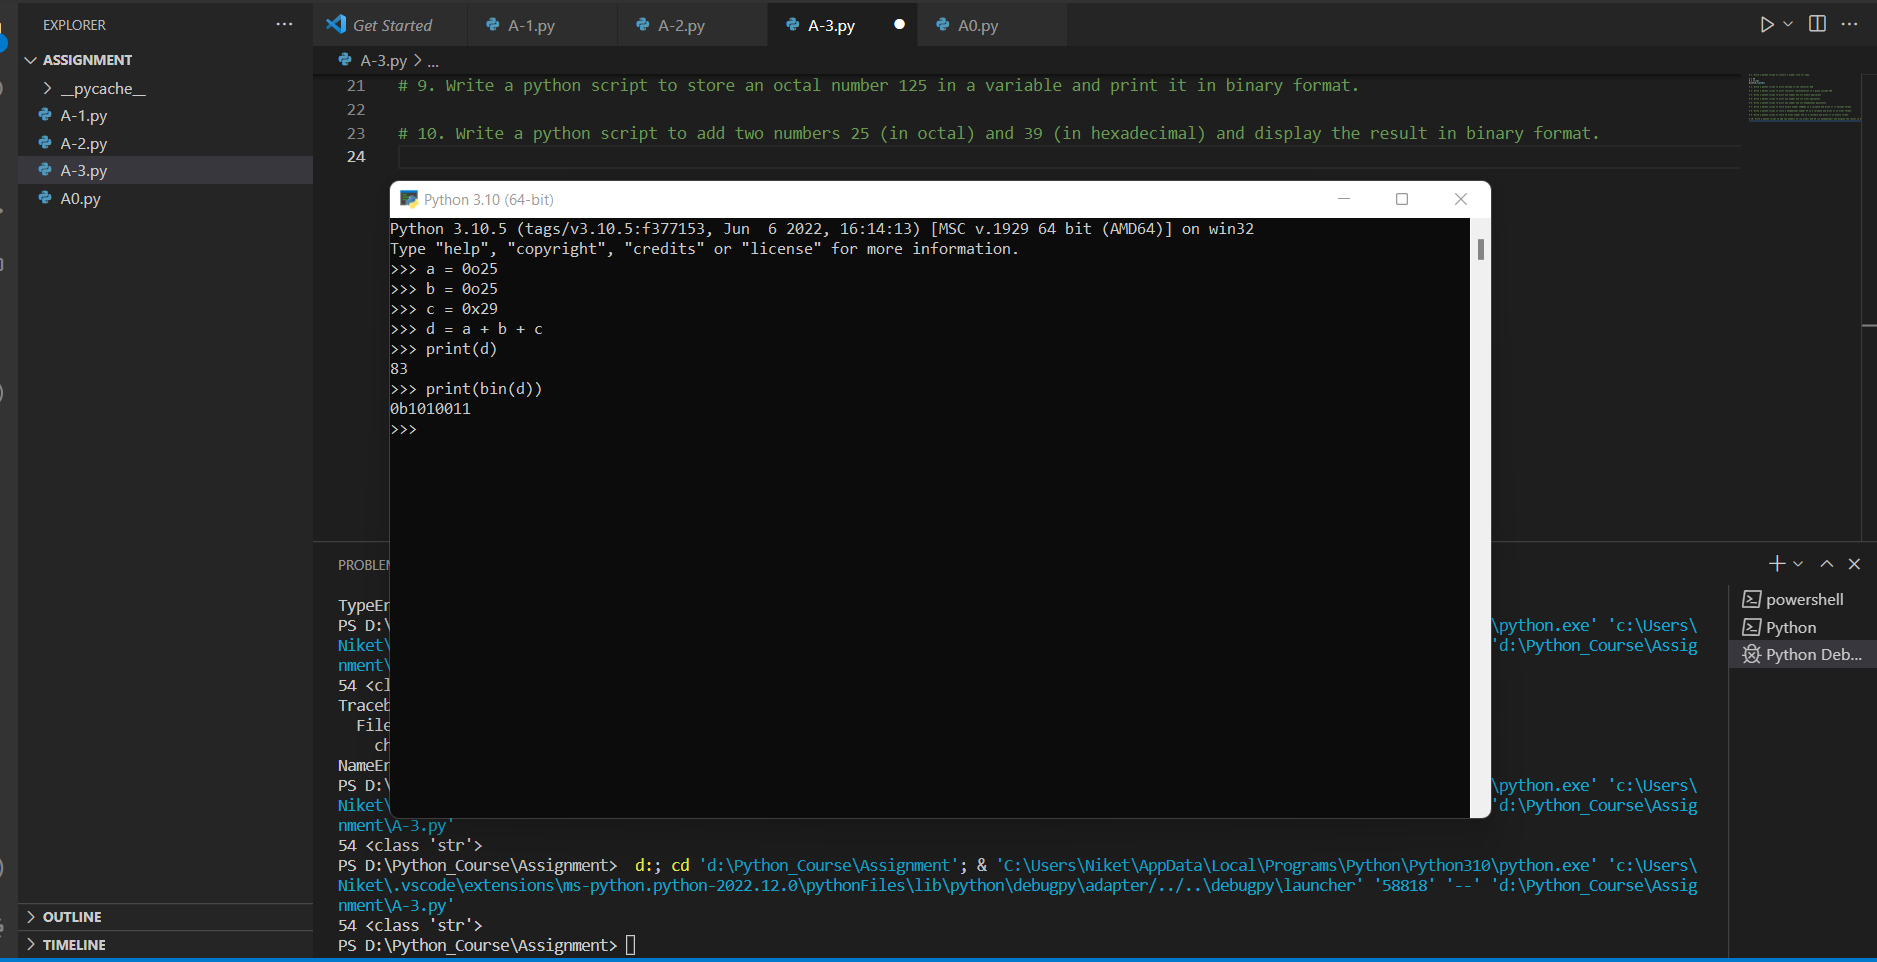 EXPLORER
ASSIGNMENT
__pycache__
A-1.py
A-2.py
A-3.py
A0.py
OUTLINE
TIMELINE
Get Started
A-1.py
A-2.py
A-3.py
A0.py
A-3.py > ...
21 # 9. Write a python script to store an octal number 125 in a variable and print it in binary format.
22
23 # 10. Write a python script to add two numbers 25 (in octal) and 39 (in hexadecimal) and display the result in binary format.
24
Python 3.10 (64-bit)
Python 3.10.5 (tags/v3.10.5:f377153, Jun  6 2022, 16:14:13) [MSC v.1929 64 bit (AMD64)] on win32
Type "help", "copyright", "credits" or "license" for more information.
>>> a = 0o25
>>> b = 0o25
>>> c = 0x29
>>> d = a + b + c
>>> print(d)
83
>>> print(bin(d))
0b1010011
>>>
PS D:\
\python.exe' 'c:\Users\
Niket\
'd:\Python_Course\Assig
nment\
54 <cl
File
PS D:\
\python.exe' 'c:\Users\
Niket\
'd:\Python_Course\Assig
nment\A-3.py'
54 <class 'str'>
PS D:\Python_Course\Assignment>  d:; cd 'd:\Python_Course\Assignment'; & 'C:\Users\Niket\AppData\Local\Programs\Python\Python310\python.exe' 'c:\Users\
Niket\.vscode\extensions\ms-python.python-2022.12.0\pythonFiles\lib\python\debugpy\adapter/../..\debugpy\launcher' '58818' '--' 'd:\Python_Course\Assig
nment\A-3.py'
54 <class 'str'>
PS D:\Python_Course\Assignment>
powershell
Python
Python Deb...